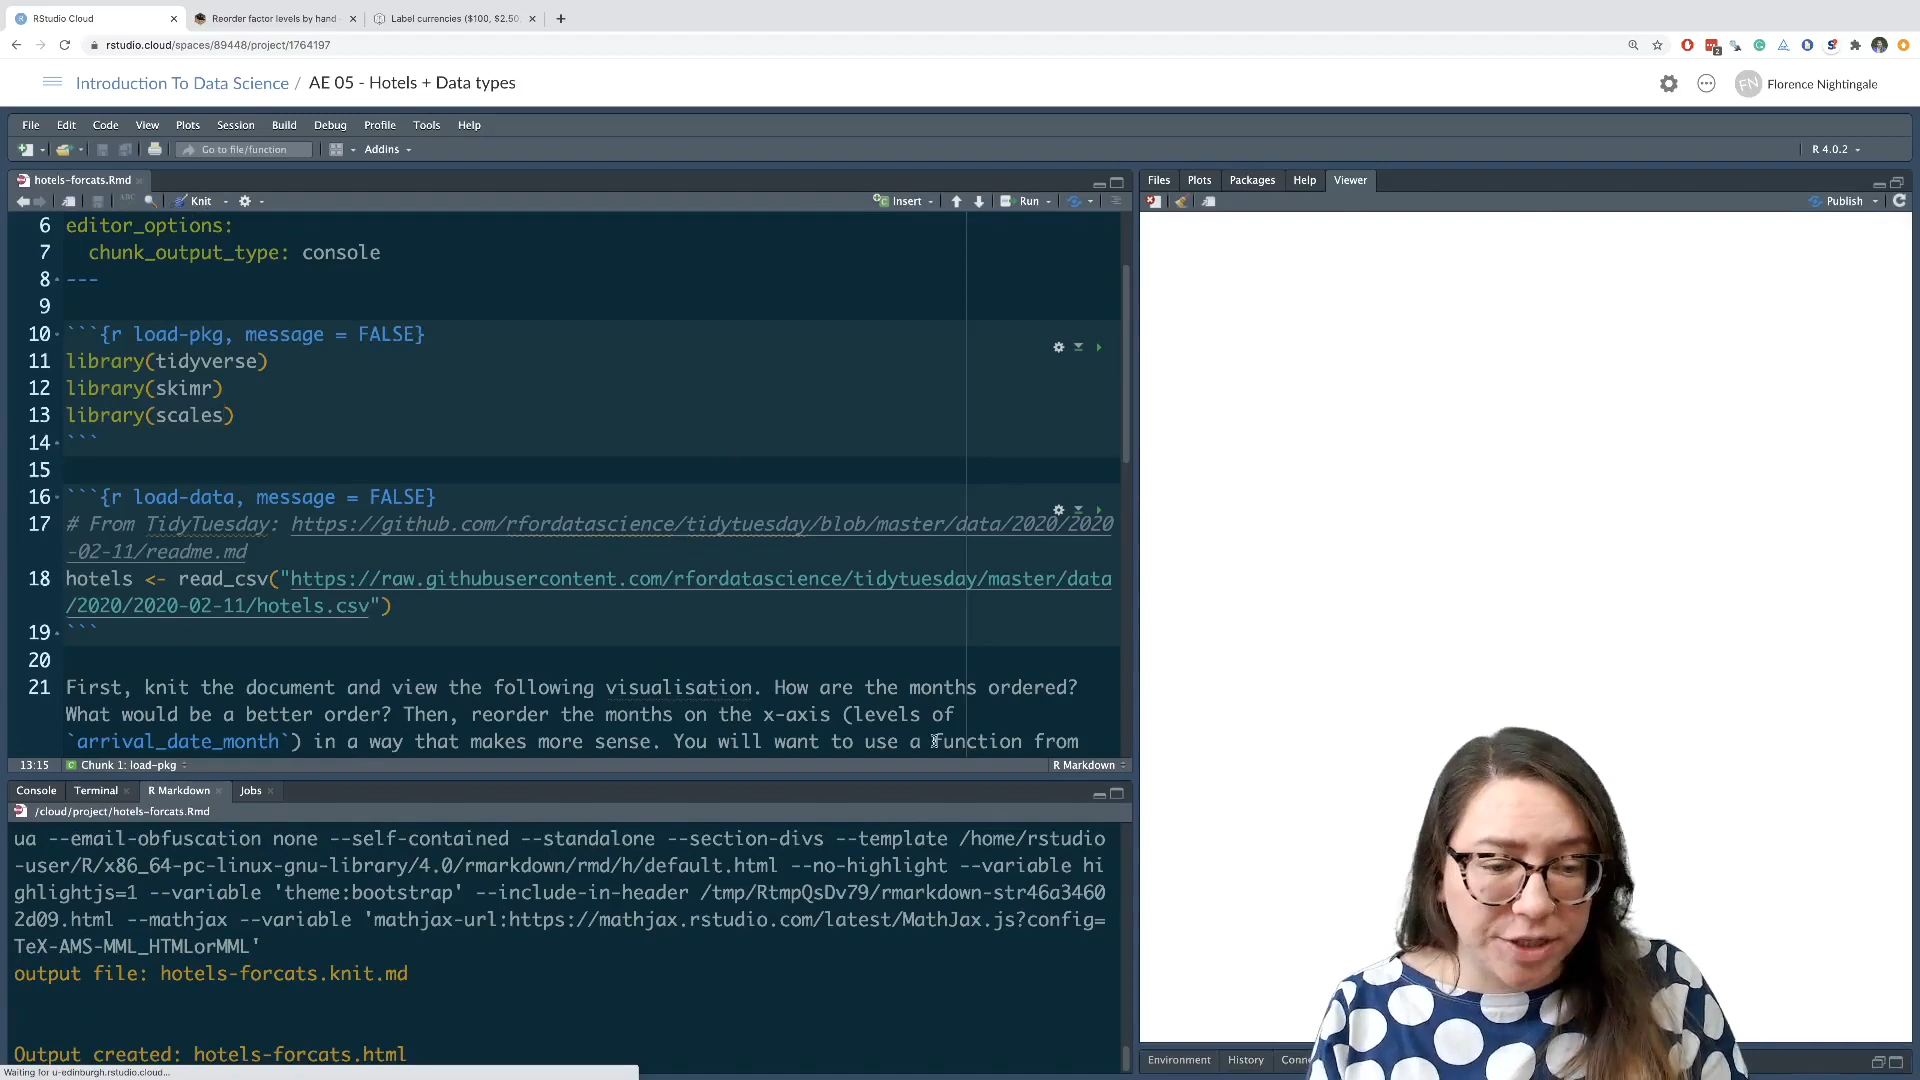 RStudio Cloud
Reorder factor levels by hand
Label currencies ($100, $2.50,
rstudio.cloud/spaces/89448/project/1764197
Introduction To Data Science / AE 05 - Hotels + Data types
FN Florence Nightingale
File Edit Code View Plots Session Build Debug Profile Tools Help
Go to file/function Addins
R 4.0.2
hotels-forcats.Rmd
ABC Knit
Insert Run
6 editor_options:
7 chunk_output_type: console
8 ---
9
10 ```{r load-pkg, message = FALSE}
11 library(tidyverse)
12 library(skimr)
13 library(scales)
14 ```
15
16 ```{r load-data, message = FALSE}
17 # From TidyTuesday: https://github.com/rfordatascience/tidytuesday/blob/master/data/2020/2020
-02-11/readme.md
18 hotels <- read_csv("https://raw.githubusercontent.com/rfordatascience/tidytuesday/master/data
/2020/2020-02-11/hotels.csv")
19 ```
20
21 First, knit the document and view the following visualisation. How are the months ordered?
What would be a better order? Then, reorder the months on the x-axis (levels of
`arrival_date_month`) in a way that makes more sense. You will want to use a function from
13:15 Chunk 1: load-pkg R Markdown
Console Terminal R Markdown Jobs
/cloud/project/hotels-forcats.Rmd
ua --email-obfuscation none --self-contained --standalone --section-divs --template /home/rstudio
-user/R/x86_64-pc-linux-gnu-library/4.0/rmarkdown/rmd/h/default.html --no-highlight --variable hi
ghlightjs=1 --variable 'theme:bootstrap' --include-in-header /tmp/RtmpQsDv79/rmarkdown-str46a3460
2d09.html --mathjax --variable 'mathjax-url:https://mathjax.rstudio.com/latest/MathJax.js?config=
TeX-AMS-MML_HTMLorMML'
output file: hotels-forcats.knit.md
Output created: hotels-forcats.html
Waiting for u-edinburgh.rstudio.cloud...
Files Plots Packages Help Viewer
Publish
Environment History Conn